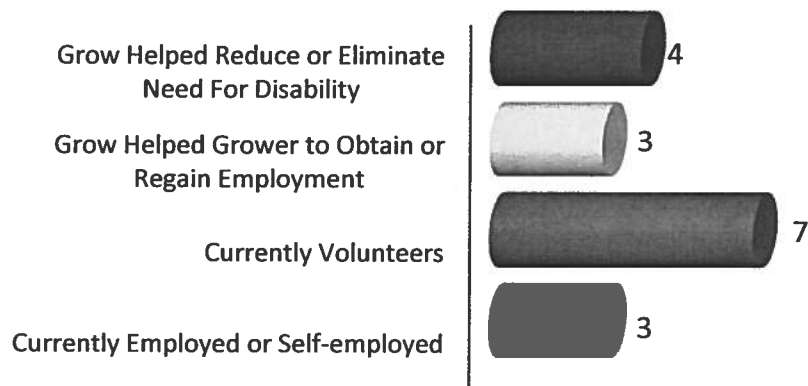 Grow Helped Reduce or Eliminate
Need For Disability
4
Grow Helped Grower to Obtain or
Regain Employment
3
Currently Volunteers
7
Currently Employed or Self-employed
3